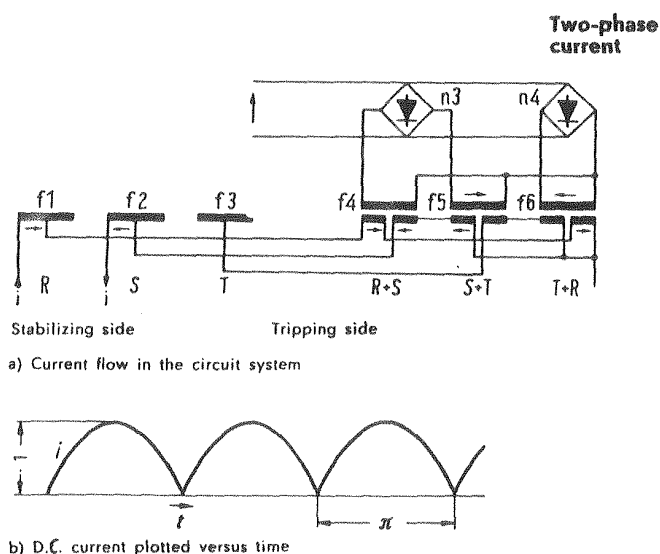 Two-phase
current
n3 n4
f1 f2 f3 f4 f5 f6
i R i S T R+S S+T T+R
Stabilizing side Tripping side
a) Current flow in the circuit system
1 i
t π
b) D.C. current plotted versus time